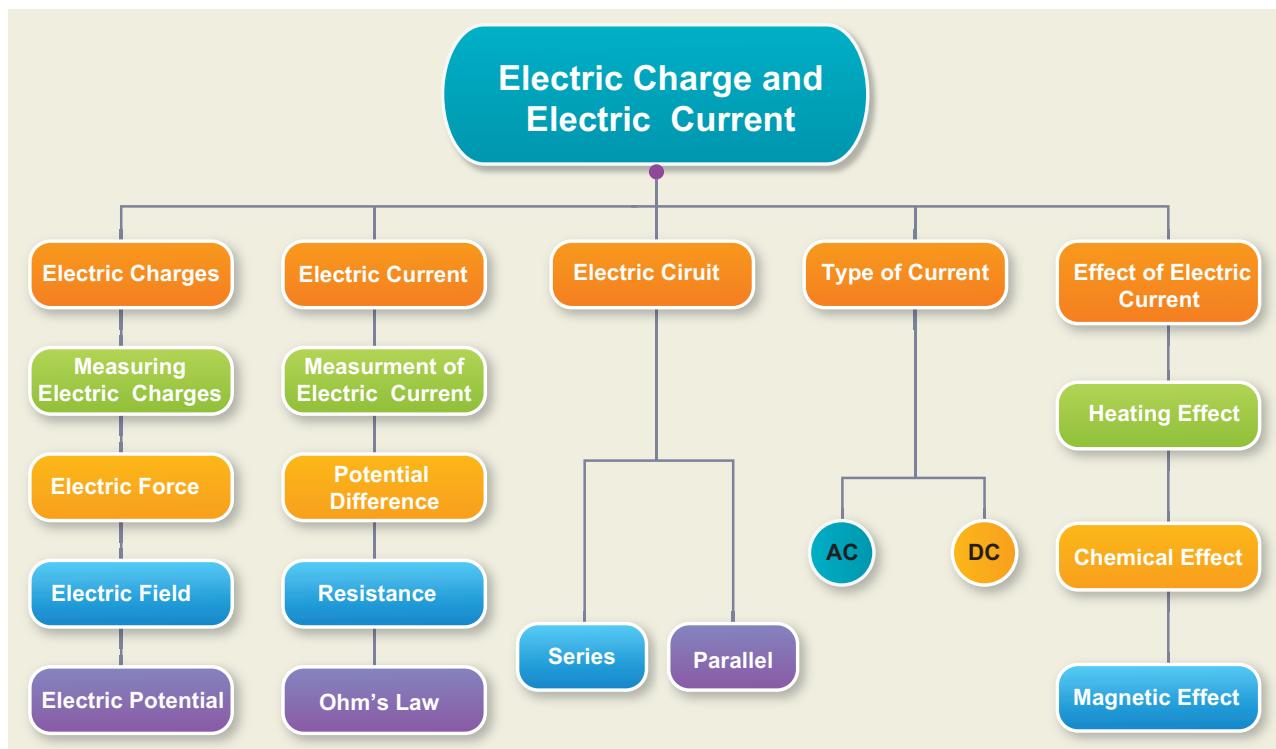 Electric Charge and
Electric Current
Electric Charges
Measuring
Electric Charges
Electric Force
Electric Field
Electric Potential
Electric Current
Measurment of
Electric Current
Potential
Difference
Resistance
Ohm's Law
Electric Ciruit
Series
Parallel
Type of Current
AC
DC
Effect of Electric
Current
Heating Effect
Chemical Effect
Magnetic Effect